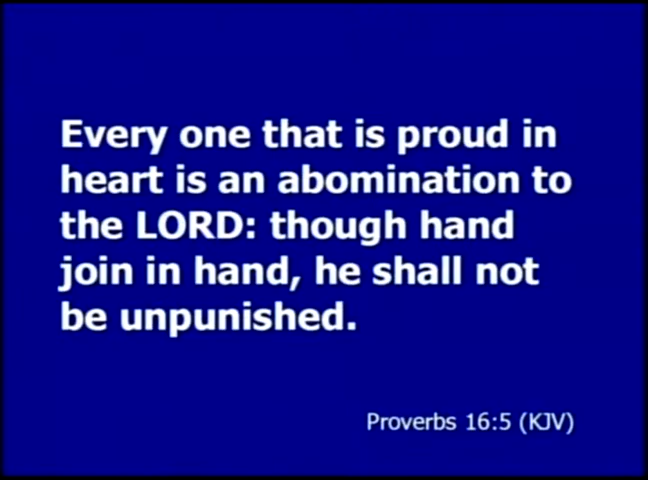 Every one that is proud in
heart is an abomination to
the LORD: though hand
join in hand, he shall not
be unpunished.
Proverbs 16:5 (KJV)